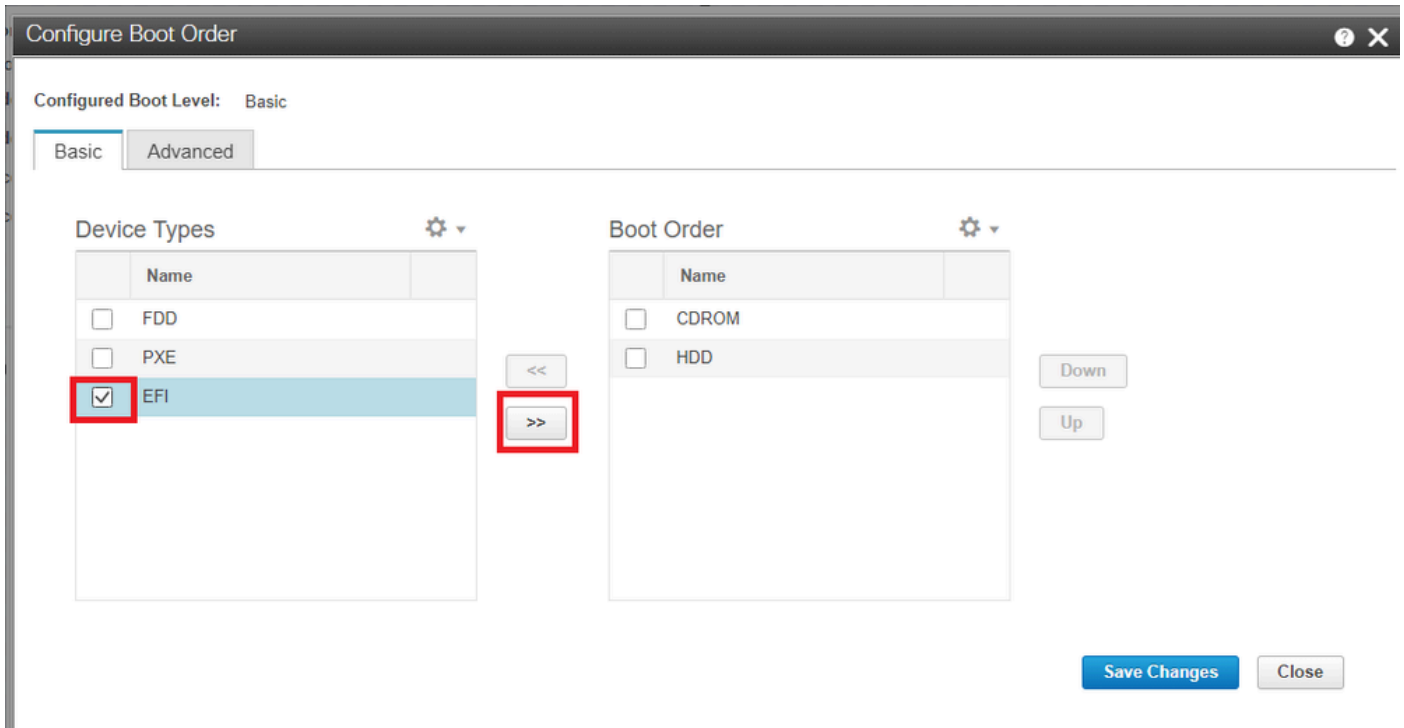 Configure Boot Order
Configured Boot Level: Basic
Basic Advanced
Device Types
Name
FDD
PXE
EFI
<<
>>
Boot Order
Name
CDROM
HDD
Down
Up
Save Changes Close